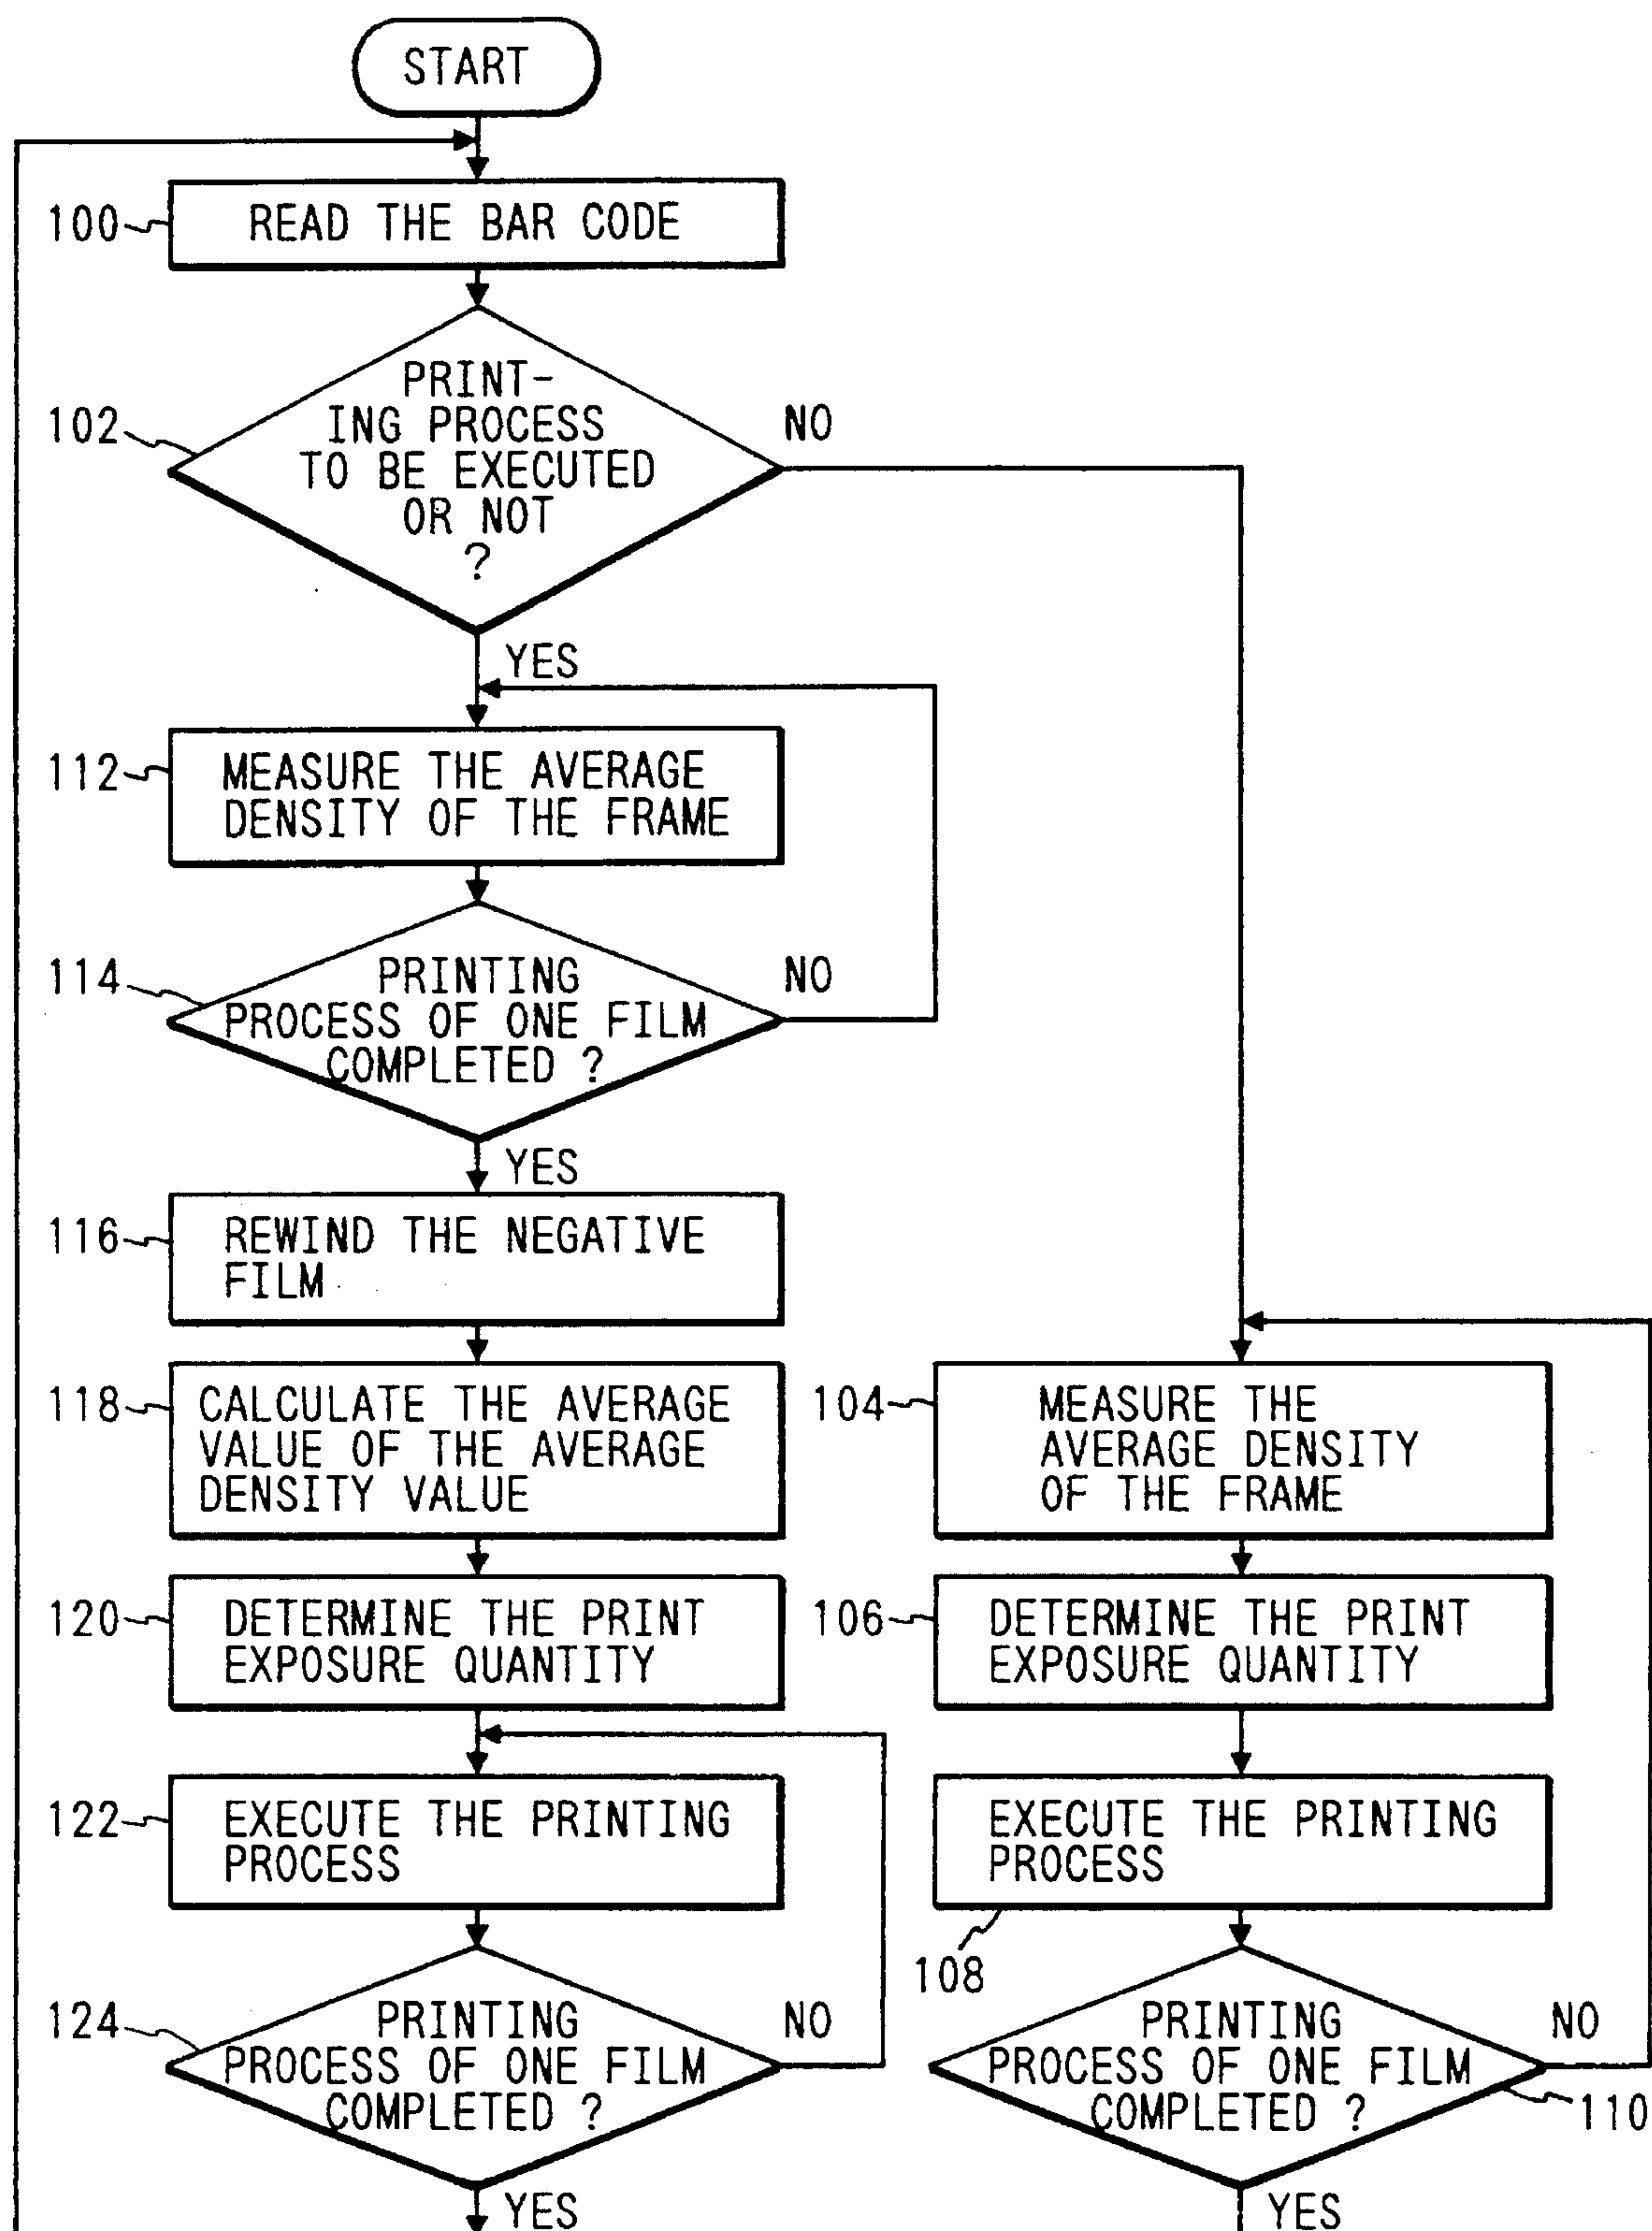 START
100
READ THE BAR CODE
102
PRINT-
ING PROCESS
TO BE EXECUTED
OR NOT
?
NO
YES
112
MEASURE THE AVERAGE
DENSITY OF THE FRAME
114
PRINTING
PROCESS OF ONE FILM
COMPLETED ?
NO
YES
116
REWIND THE NEGATIVE
FILM
118
CALCULATE THE AVERAGE
VALUE OF THE AVERAGE
DENSITY VALUE
120
DETERMINE THE PRINT
EXPOSURE QUANTITY
122
EXECUTE THE PRINTING
PROCESS
124
PRINTING
PROCESS OF ONE FILM
COMPLETED ?
NO
YES
104
MEASURE THE
AVERAGE DENSITY
OF THE FRAME
106
DETERMINE THE PRINT
EXPOSURE QUANTITY
EXECUTE THE PRINTING
PROCESS
108
PRINTING
PROCESS OF ONE FILM
COMPLETED ?
NO
110
YES